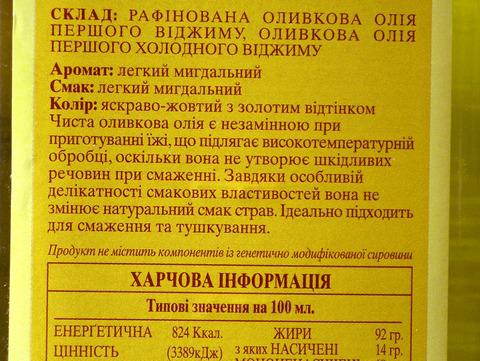 СКЛАД: РАФІНОВАНА ОЛИВКОВА ОЛІЯ
ПЕРШОГО ВІДЖИМУ, ОЛИВКОВА ОЛІЯ
ПЕРШОГО ХОЛОДНОГО ВІДЖИМУ
Аромат: легкий мигдальний
Смак: легкий мигдальний
Колір: яскраво-жовтий з золотим відтінком
Чиста оливкова олія є незамінною при
приготуванні їжі, що підлягає високотемпературній
обробці, оскільки вона не утворює шкідливих
речовин при смаженні. Завдяки особливій
делікатності смакових властивостей вона не
змінює натуральний смак страв. Ідеально підходить
для смаження та тушкування.
Продукт не містить компонентів із генетично модифікованої сировини
ХАРЧОВА ІНФОРМАЦІЯ
Типові значення на 100 мл.
ЕНЕРҐЕТИЧНА 824 Ккал. ЖИРИ 92 гр.
ЦІННІСТЬ (3389кДж) з яких НАСИЧЕНІ 14 гр.